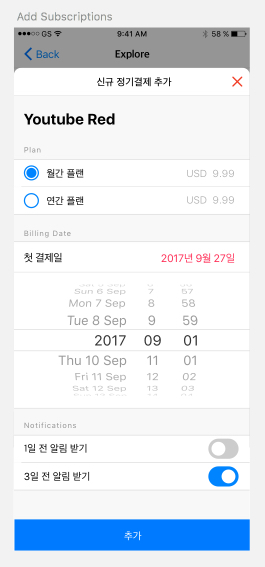 Add Subscriptions
GS 9:41 AM 58 %
Back Explore
신규 정기결제 추가
Youtube Red
Plan
월간 플랜 USD 9.99
연간 플랜 USD 9.99
Billing Date
첫 결제일 2017년 9월 27일
Sun 6 Sep 7 57
Mon 7 Sep 8 58
Tue 8 Sep 9 59
2017 09 01
Thu 10 Sep 11 01
Fri 11 Sep 12 02
Sat 12 Sep 13 03
Notifications
1일 전 알림 받기
3일 전 알림 받기
추가